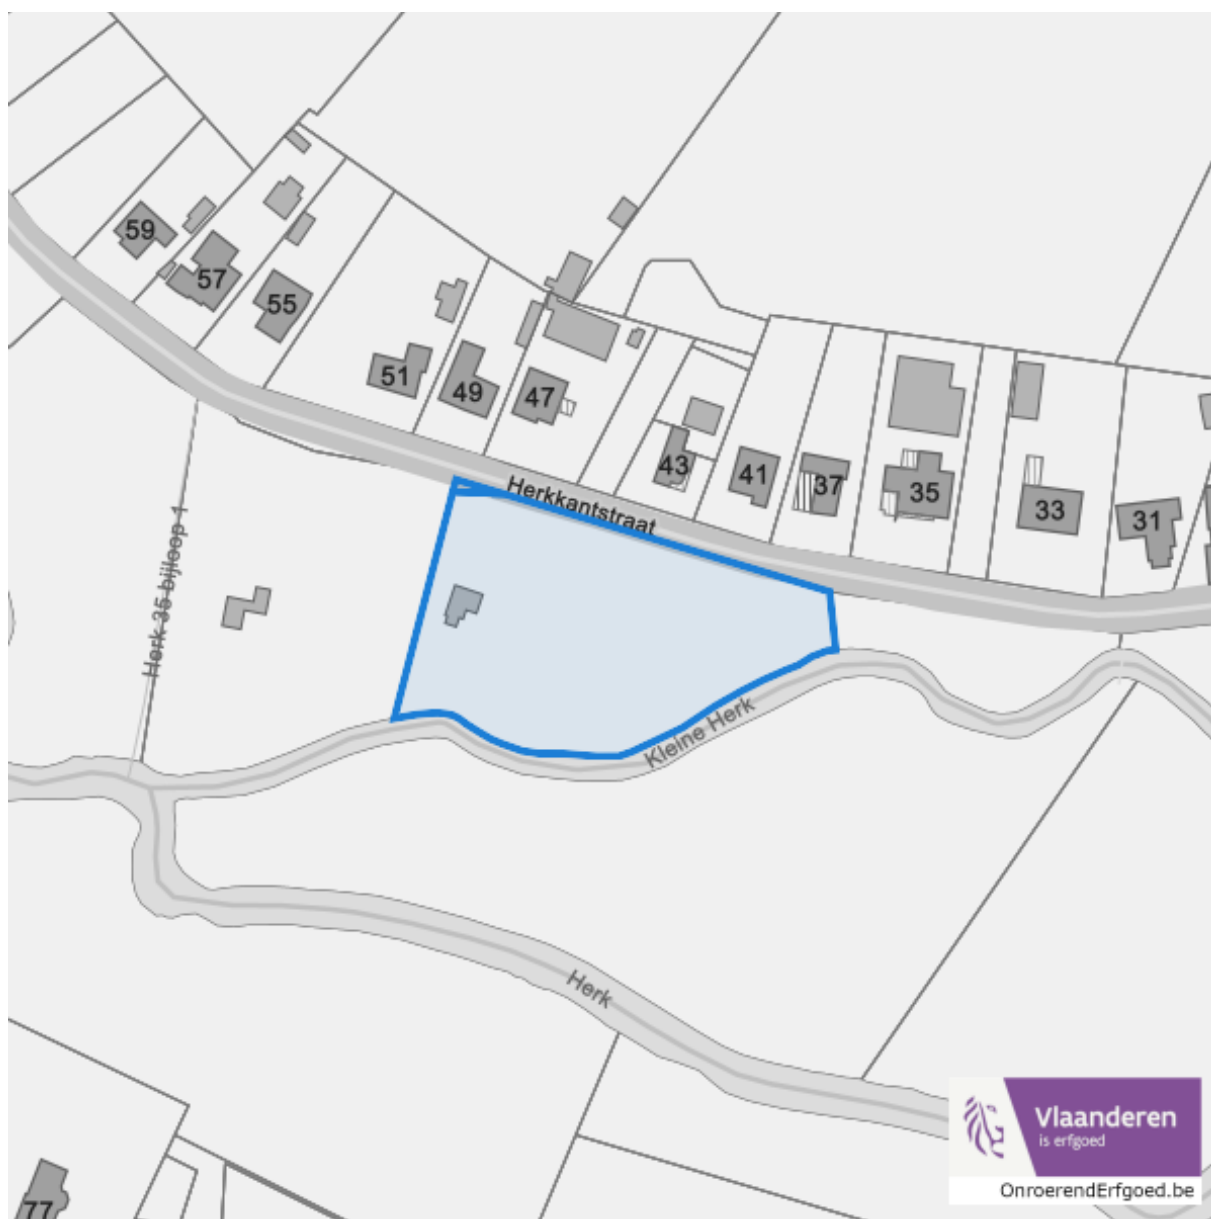 59
57
55
51
49
47
43
41
37
35
33
31
Herkkantstraat
Herk 35 bijloop 1
Kleine Herk
Herk
77
Vlaanderen
is erfgoed
OnroerendErfgoed.be